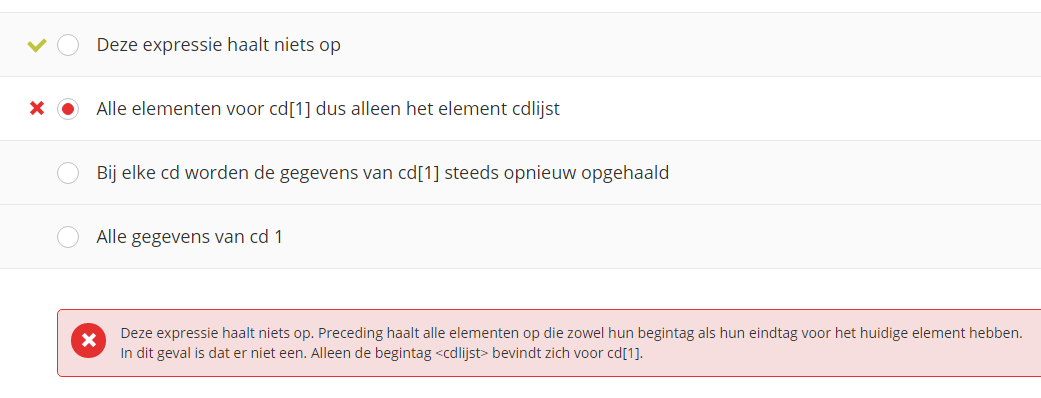 Deze expressie haalt niets op
Alle elementen voor cd[1] dus alleen het element cdlijst
Bij elke cd worden de gegevens van cd[1] steeds opnieuw opgehaald
Alle gegevens van cd 1
Deze expressie haalt niets op. Preceding haalt alle elementen op die zowel hun begintag als hun eindtag voor het huidige element hebben.
In dit geval is dat er niet een. Alleen de begintag <cdlijst> bevindt zich voor cd[1].